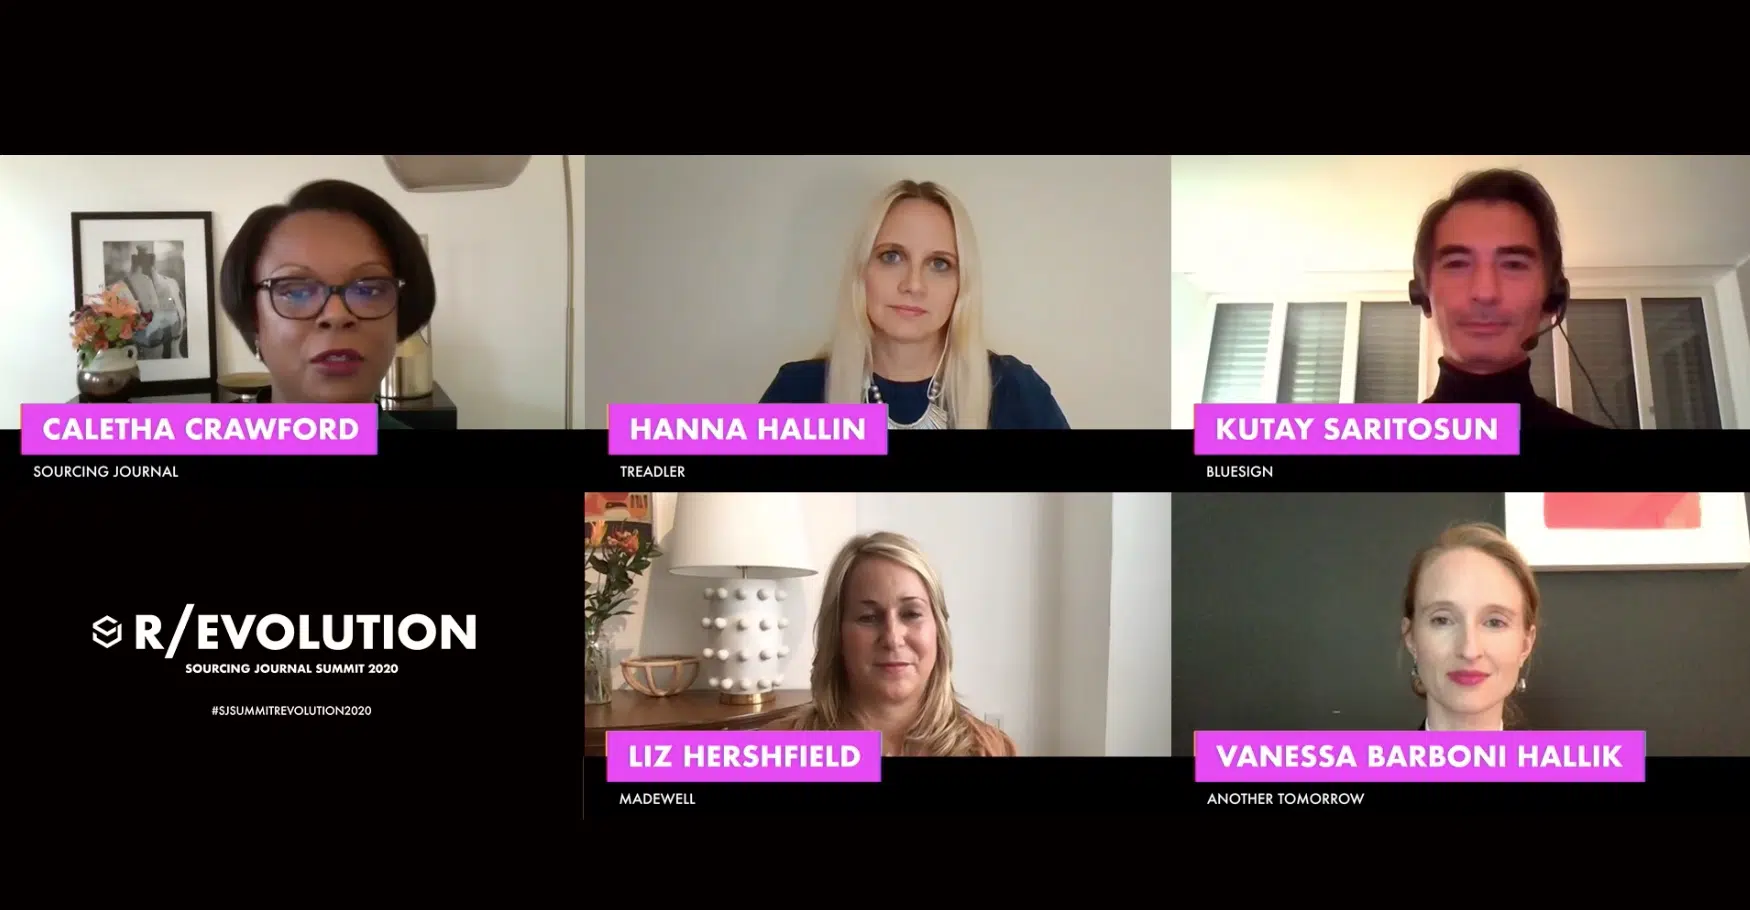 CALETHA CRAWFORD
SOURCING JOURNAL
HANNA HALLIN
TREADLER
KUTAY SARITOSUN
BLUESIGN
R/EVOLUTION
SOURCING JOURNAL SUMMIT 2020
#SJSUMMITREVOLUTION2020
LIZ HERSHFIELD
MADEWELL
VANESSA BARBONI HALLIK
ANOTHER TOMORROW